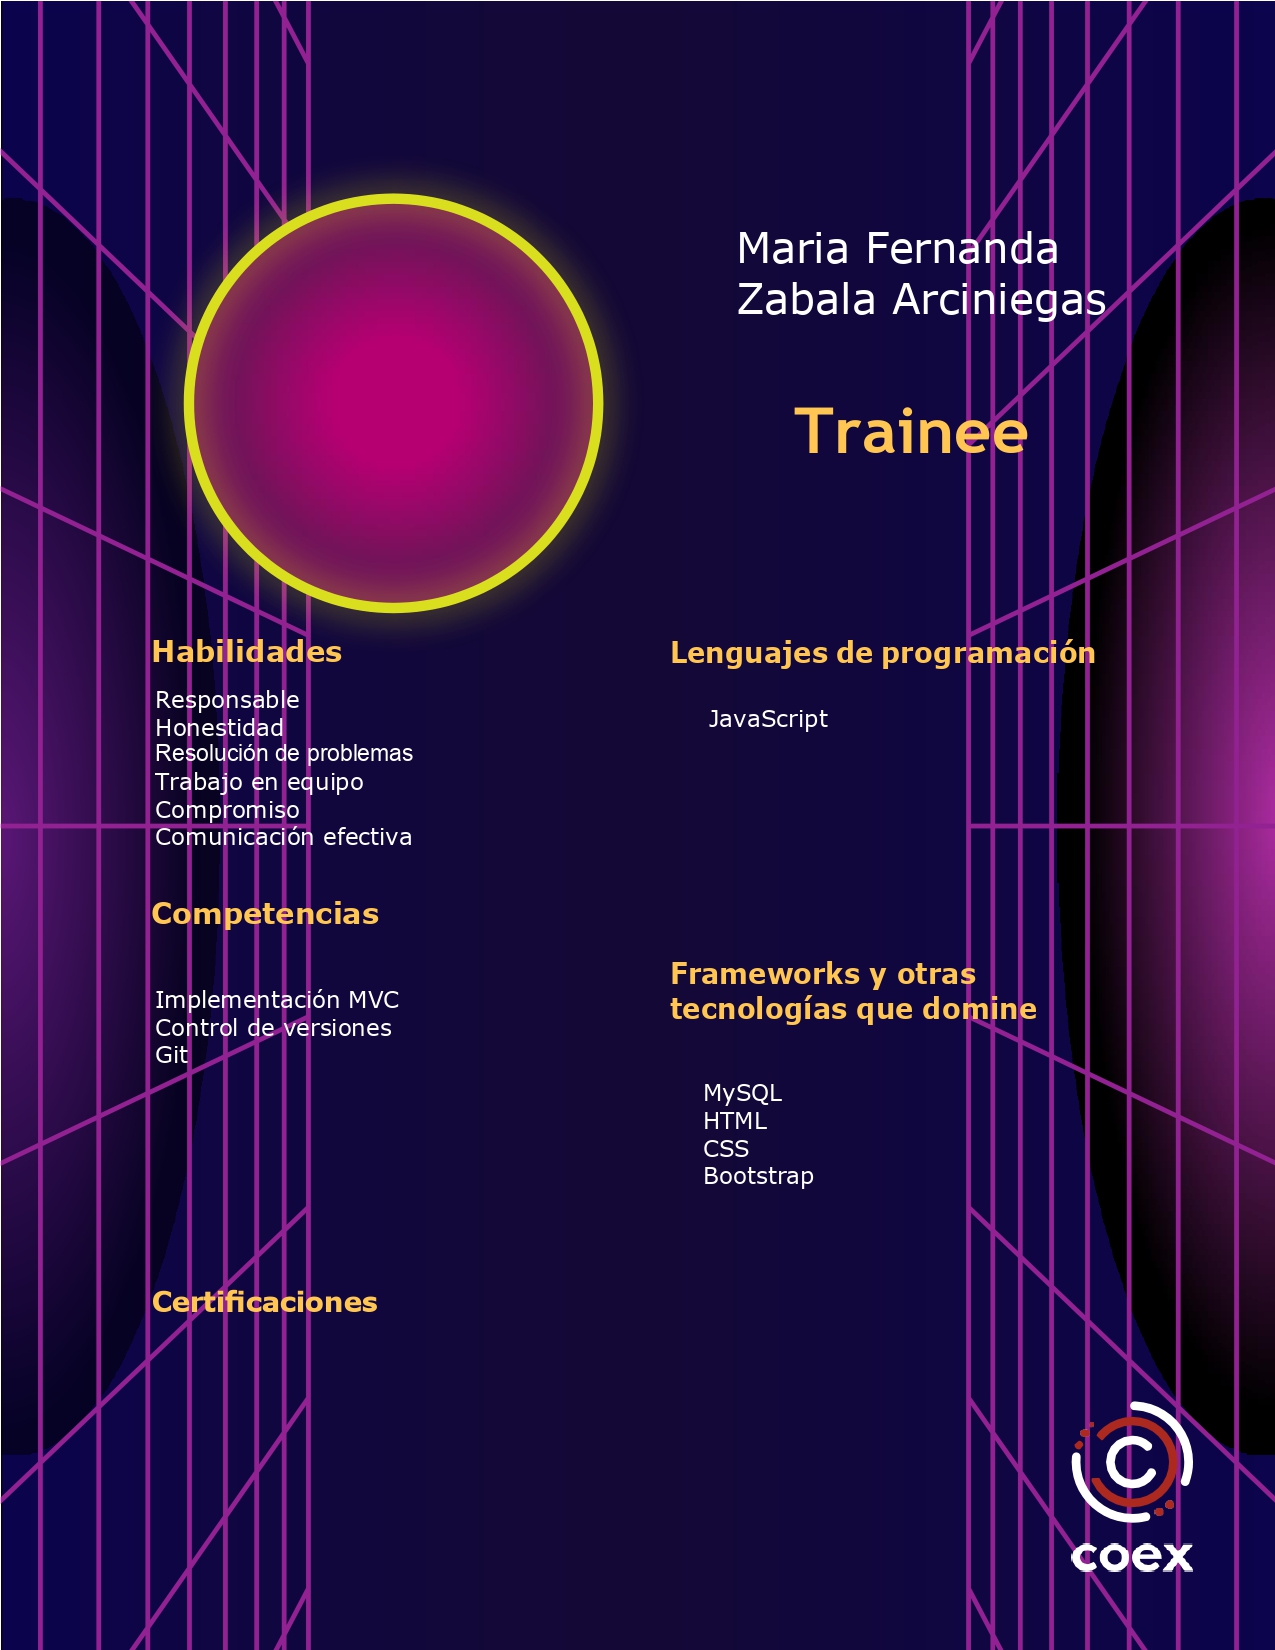 Maria Fernanda
Zabala Arciniegas
Trainee
Habilidades
Responsable
Honestidad
Resolución de problemas
Trabajo en equipo
Compromiso
Comunicación efectiva
Competencias
Implementación MVC
Control de versiones
Git
Certificaciones
Lenguajes de programación
JavaScript
Frameworks y otras
tecnologías que domine
MySQL
HTML
CSS
Bootstrap
C
coex